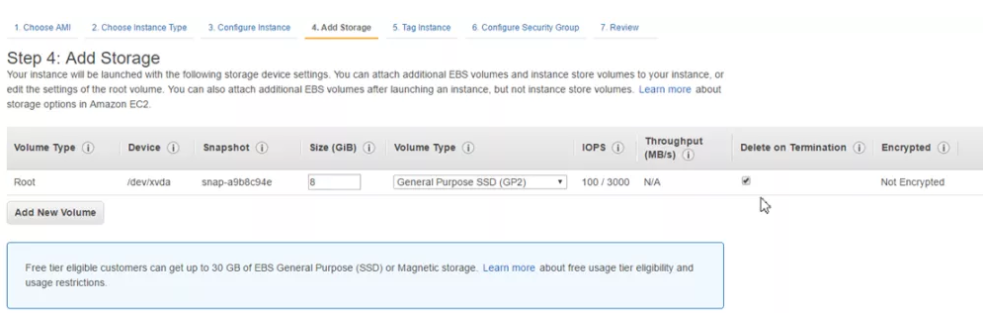 1. Choose AMI 2. Choose Instance Type 3. Configure Instance 4. Add Storage 5. Tag Instance 6. Configure Security Group 7. Review
Step 4: Add Storage
Your instance will be launched with the following storage device settings. You can attach additional EBS volumes and instance store volumes to your instance, or
edit the settings of the root volume. You can also attach additional EBS volumes after launching an instance, but not instance store volumes. Learn more about
storage options in Amazon EC2.
Volume Type i Device i Snapshot i Size (GiB) i Volume Type i IOPS i Throughput (MB/s) i Delete on Termination i Encrypted i
Root /dev/xvda snap-a9b8c94e 8 General Purpose SSD (GP2) 100 / 3000 N/A Not Encrypted
Add New Volume
Free tier eligible customers can get up to 30 GB of EBS General Purpose (SSD) or Magnetic storage. Learn more about free usage tier eligibility and
usage restrictions.